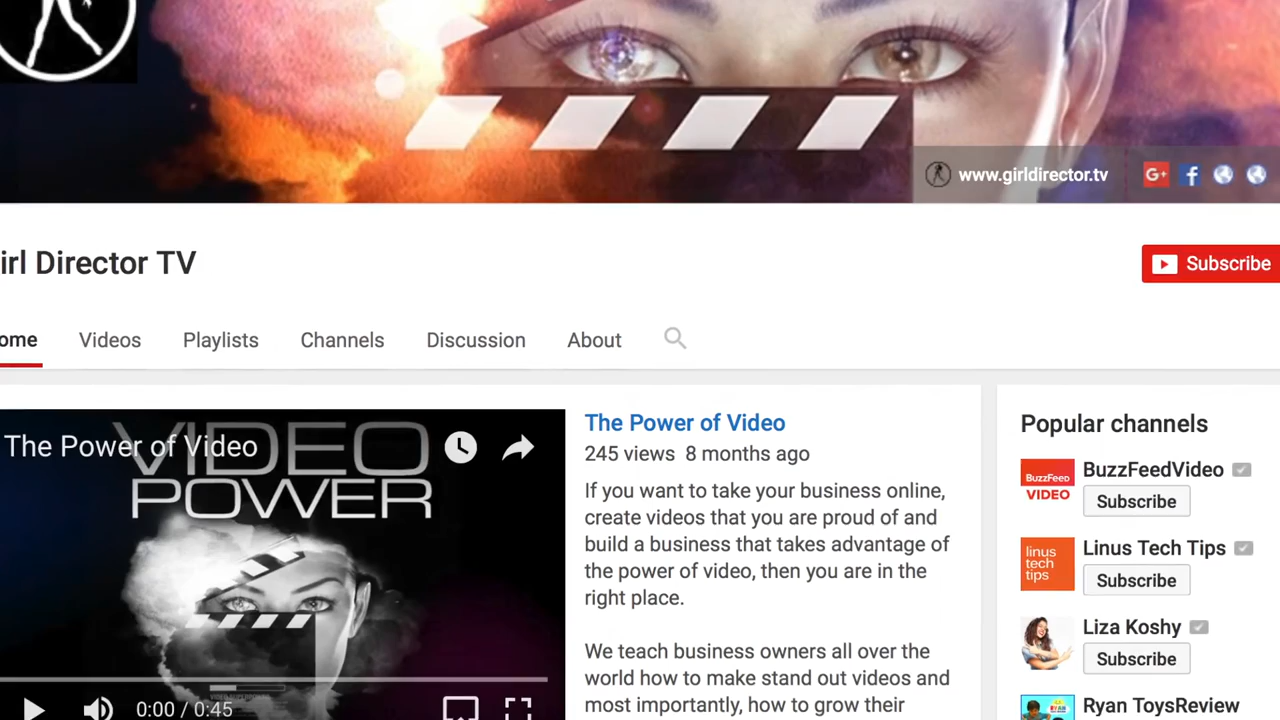 www.girldirector.tv
G+
irl Director TV
Subscribe
ome
Videos
Playlists
Channels
Discussion
About
The Power of Video
VIDEO
POWER
0:00 / 0:45
The Power of Video
245 views 8 months ago
If you want to take your business online,
create videos that you are proud of and
build a business that takes advantage of
the power of video, then you are in the
right place.
We teach business owners all over the
world how to make stand out videos and
most importantly, how to grow their
Popular channels
BuzzFeed
VIDEO
BuzzFeedVideo
Subscribe
linus
tech
tips
Linus Tech Tips
Subscribe
Liza Koshy
Subscribe
RYAN
Ryan ToysReview